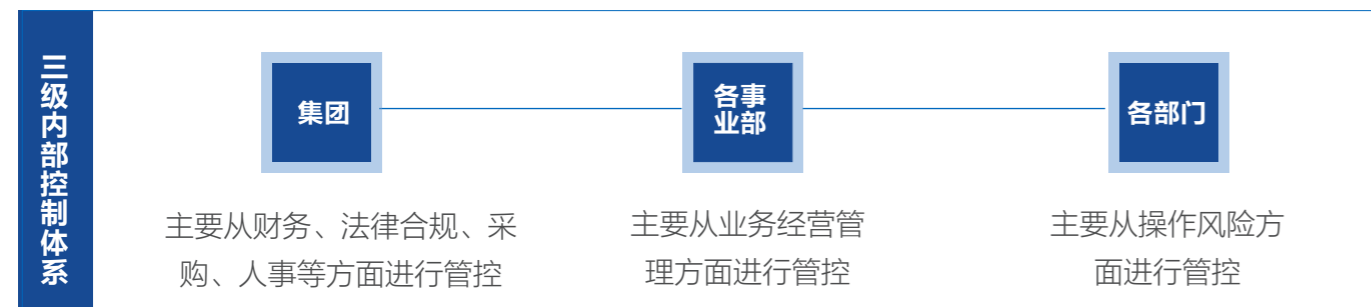 三级内部控制体系
集团
各事
业部
各部门
主要从财务、法律合规、采
购、人事等方面进行管控
主要从业务经营管
理方面进行管控
主要从操作风险方
面进行管控